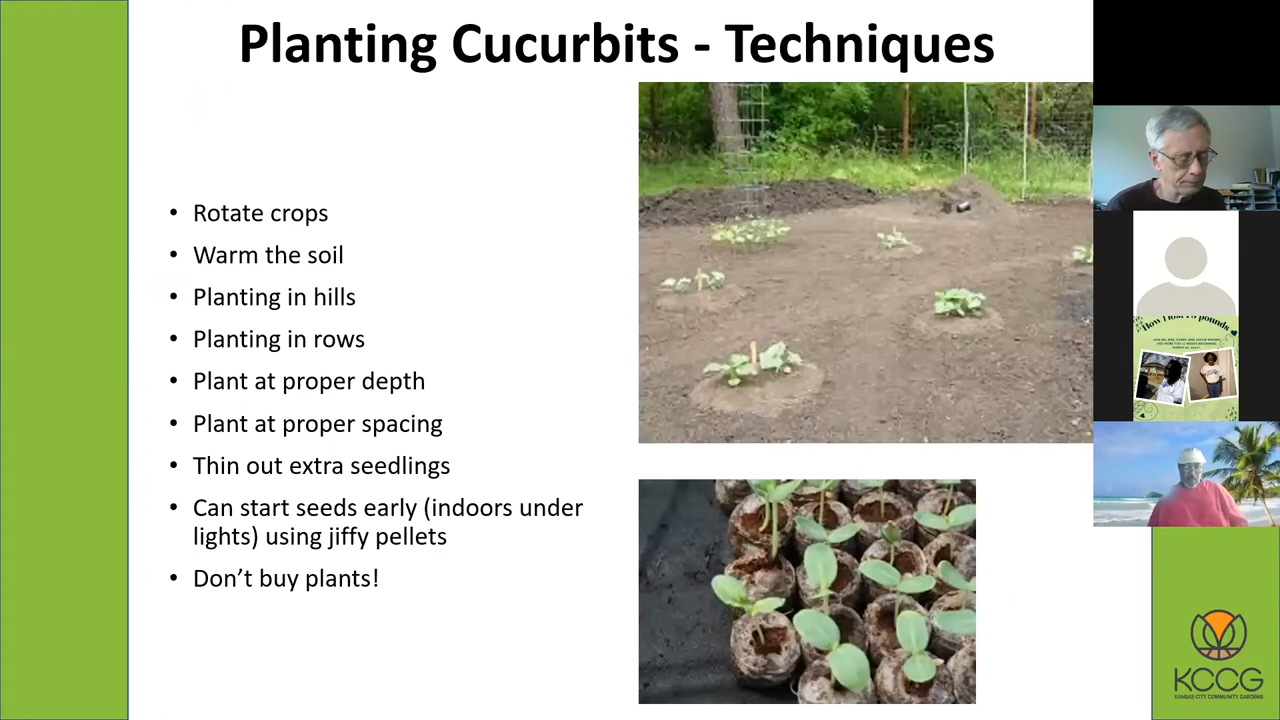 Planting Cucurbits - Techniques
• Rotate crops
• Warm the soil
• Planting in hills
• Planting in rows
• Plant at proper depth
• Plant at proper spacing
• Thin out extra seedlings
• Can start seeds early (indoors under
lights) using jiffy pellets
• Don’t buy plants!
pounds
KCCG
KANSAS CITY COMMUNITY GARDENS